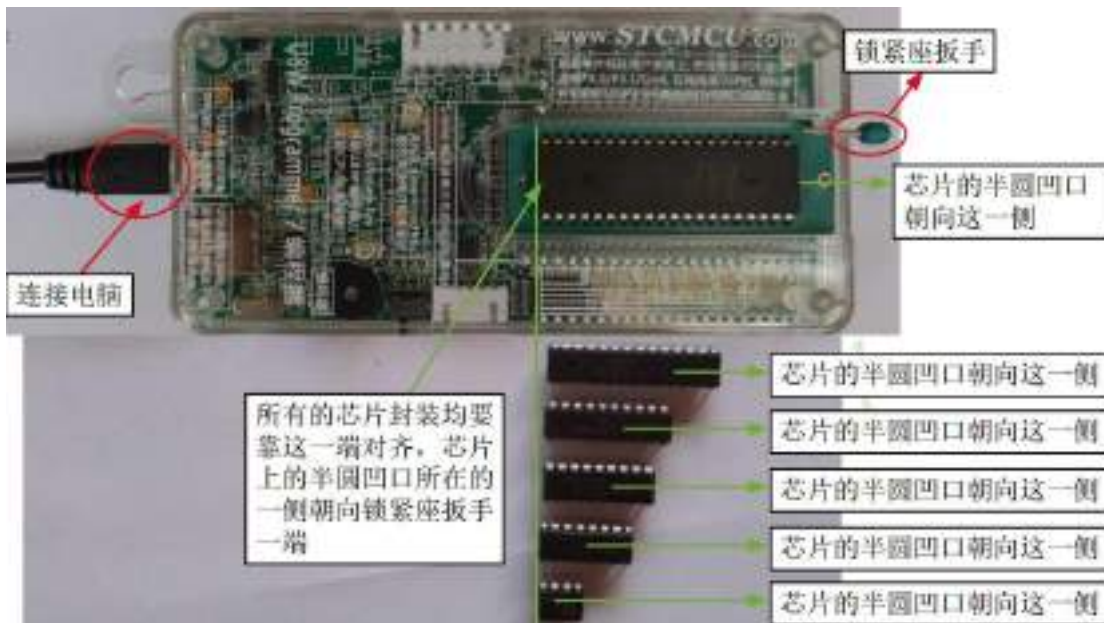 www.STCMCU.com
锁紧座扳手
芯片的半圆凹口
朝向这一侧
连接电脑
所有的芯片封装均要
靠这一端对齐,芯片
上的半圆凹口所在的
一侧朝向锁紧座扳手
一端
芯片的半圆凹口朝向这一侧
芯片的半圆凹口朝向这一侧
芯片的半圆凹口朝向这一侧
芯片的半圆凹口朝向这一侧
芯片的半圆凹口朝向这一侧